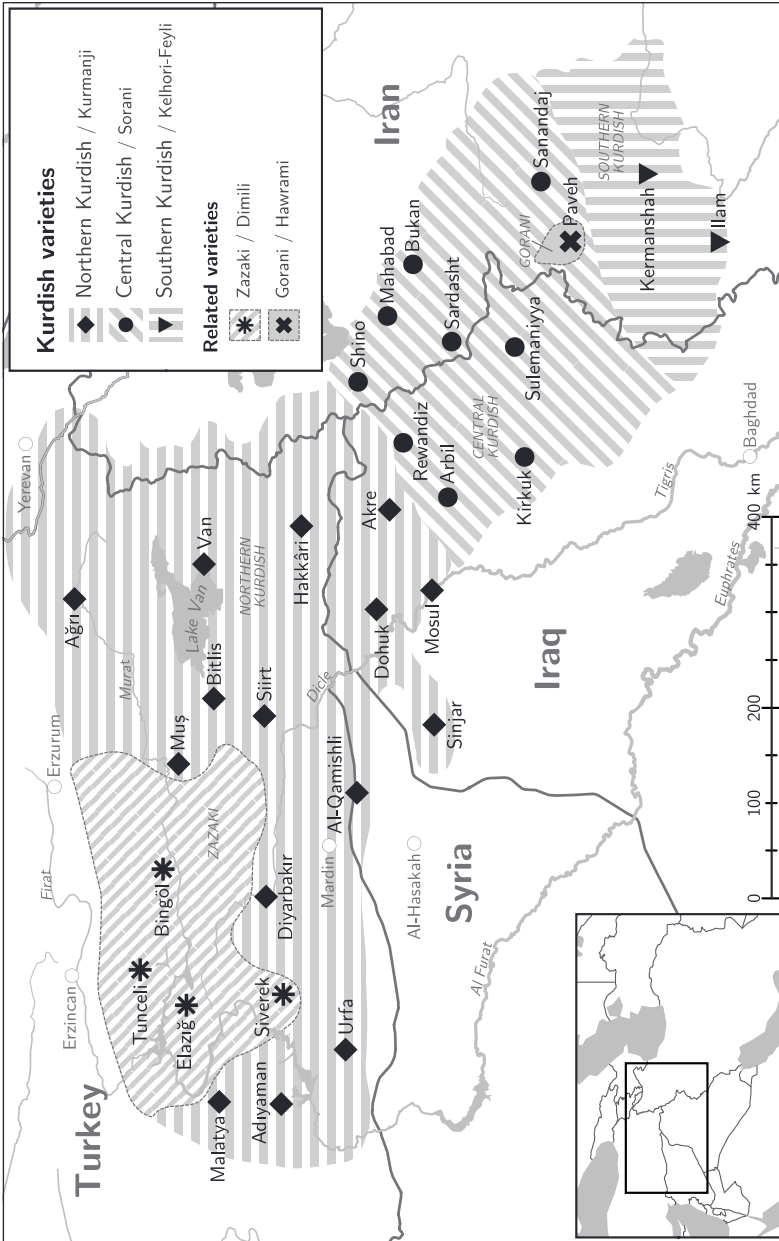 Kurdish varieties
Northern Kurdish / Kurmanji
Central Kurdish / Sorani
Southern Kurdish / Kelhori-Feyli
Related varieties
Zazaki / Dimili
Gorani / Hawrami
Turkey
Erzincan
Fırat
Erzurum
Yerevan
Ağrı
Murat
Tunceli
Bingöl
Elazığ
ZAZAKI
Muş
Lake Van
Van
Bitlis
Malatya
Adıyaman
Siverek
Diyarbakır
Siirt
NORTHERN
KURDISH
Hakkâri
Urfa
Mardin
Al-Qamishli
Dicle
Al-Hasakah
Syria
Al Furat
Dohuk
Akre
Mosul
Sinjar
Iraq
Iran
Shino
Mahabad
Bukan
Rewandiz
Arbil
Sardasht
CENTRAL
KURDISH
Kirkuk
Sulemaniyya
Sanandaj
GORANI
Paveh
SOUTHERN
KURDISH
Kermanshah
Ilam
Tigris
Euphrates
Baghdad
0
100
200
400 km